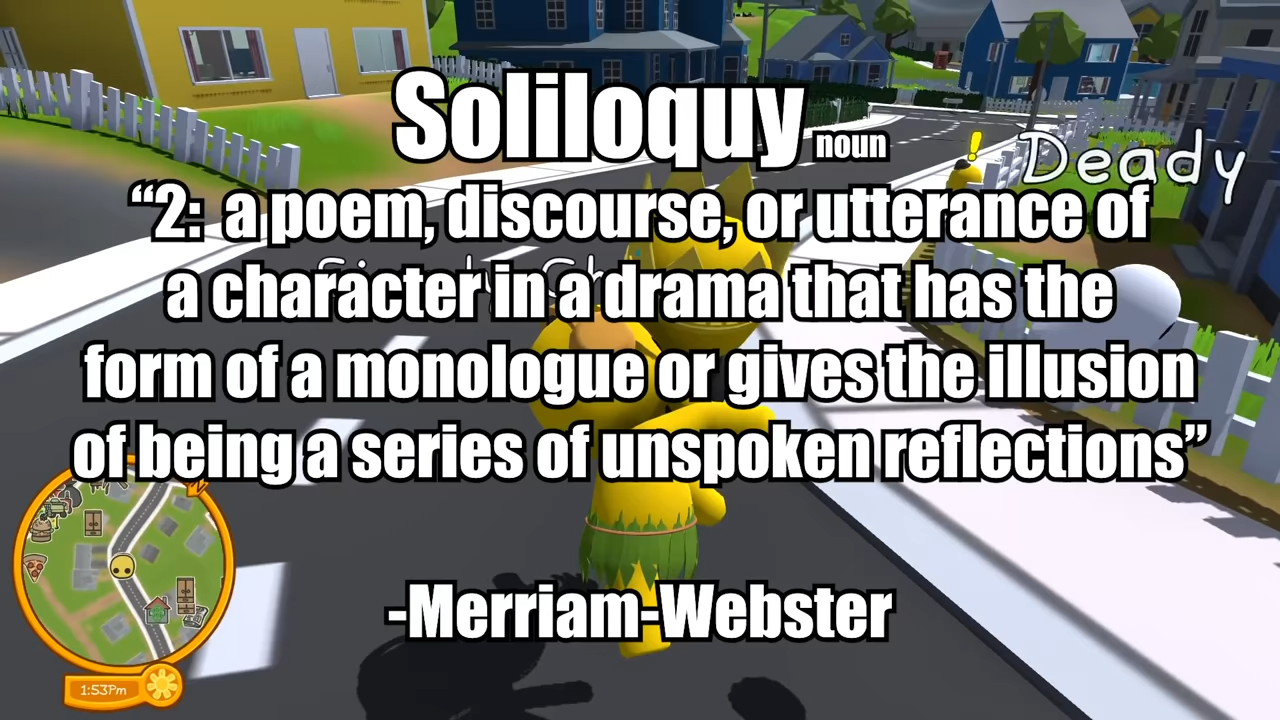 Soliloquy noun
“2: a poem, discourse, or utterance of
a character in a drama that has the
form of a monologue or gives the illusion
of being a series of unspoken reflections”
-Merriam-Webster
Deady
1:53Pm